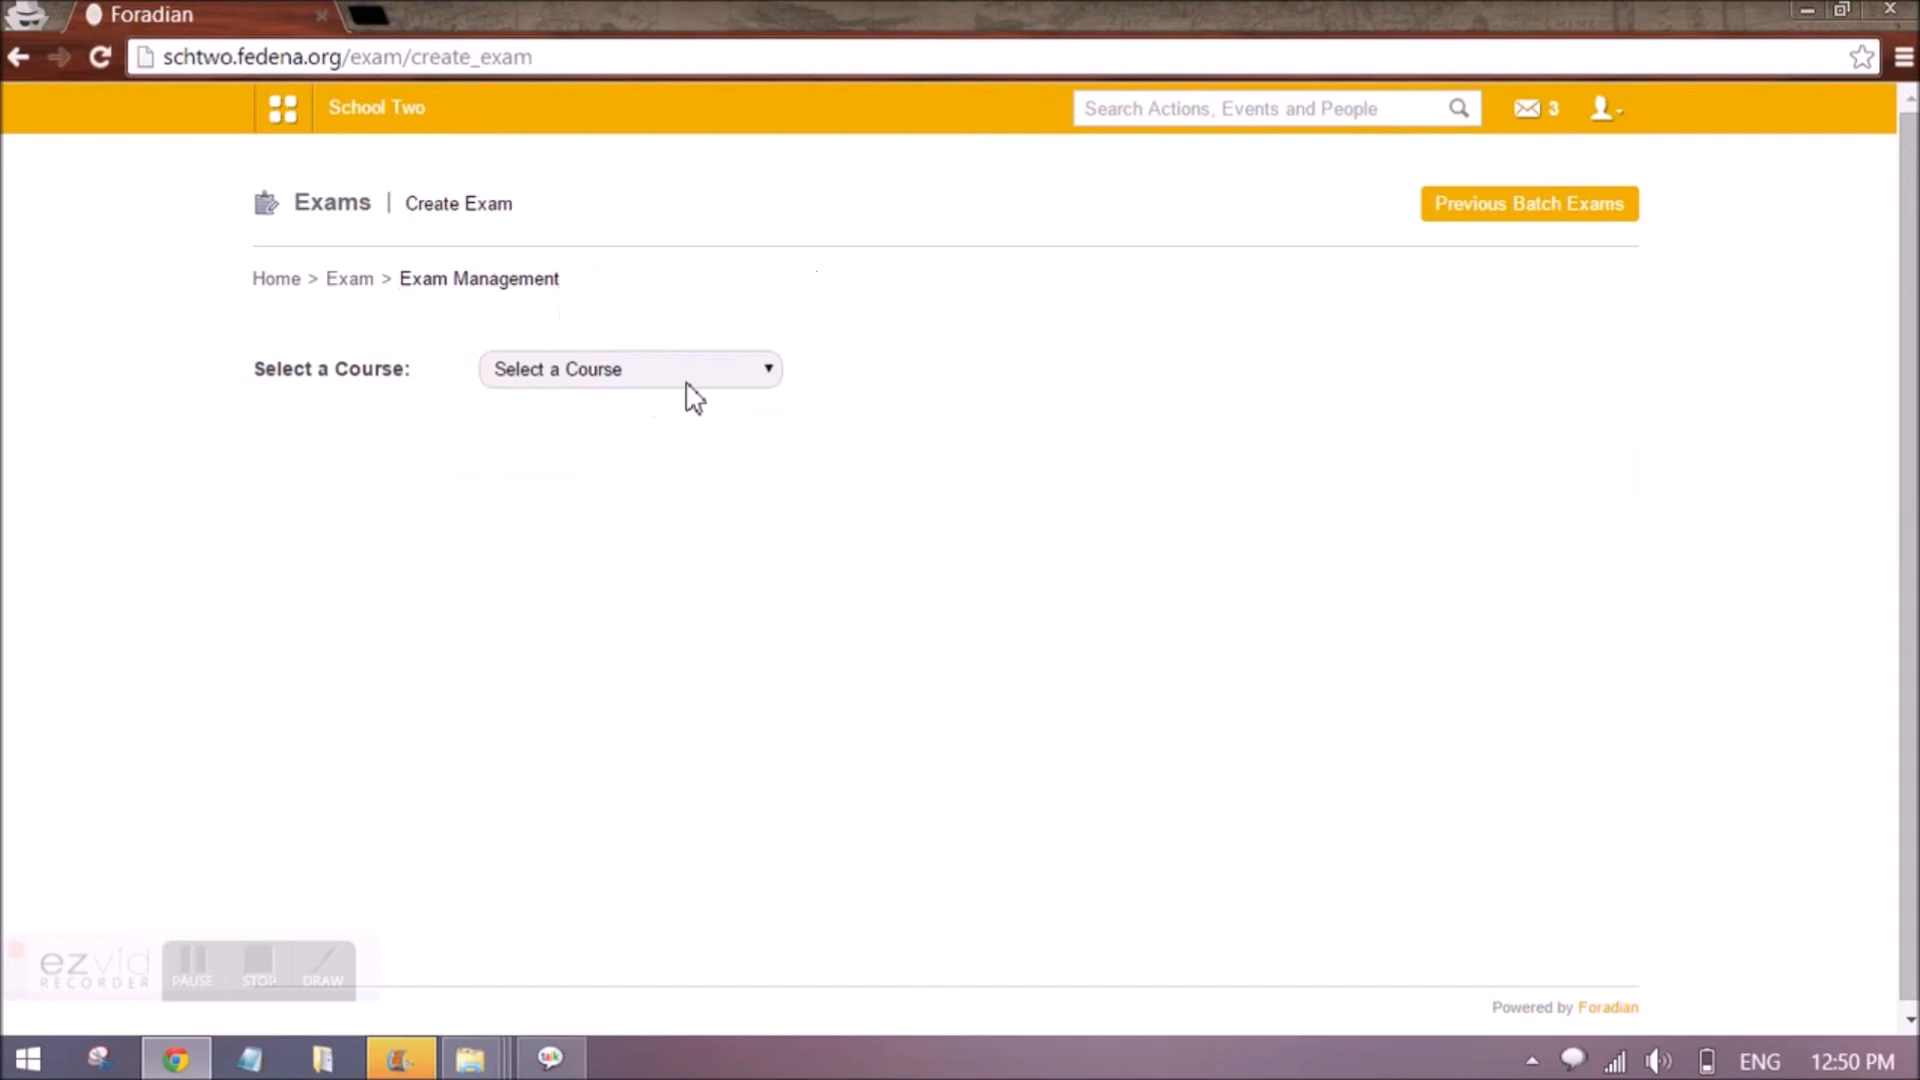 Foradian
schtwo.fedena.org/exam/create_exam
School Two
Search Actions, Events and People
3
Exams | Create Exam
Previous Batch Exams
Home > Exam > Exam Management
Select a Course:
Select a Course
ezvid
RECORDER
PAUSE
STOP
DRAW
Powered by Foradian
talk
ENG
12:50 PM